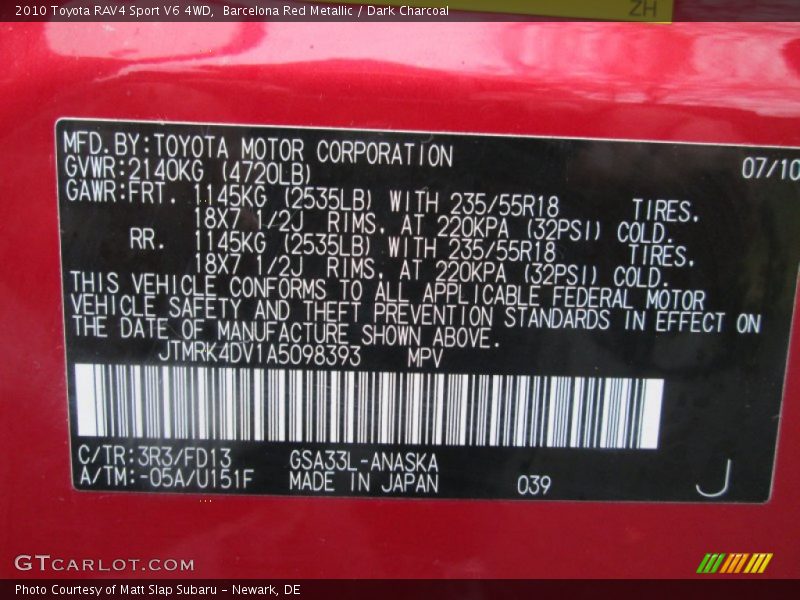 2010 Toyota RAV4 Sport V6 4WD, Barcelona Red Metallic / Dark Charcoal
ZH
MFD.BY:TOYOTA MOTOR CORPORATION 07/10
GVWR:2140KG (4720LB)
GAWR:FRT. 1145KG (2535LB) WITH 235/55R18 TIRES.
18X7 1/2J RIMS. AT 220KPA (32PSI) COLD.
RR. 1145KG (2535LB) WITH 235/55R18 TIRES.
18X7 1/2J RIMS. AT 220KPA (32PSI) COLD.
THIS VEHICLE CONFORMS TO ALL APPLICABLE FEDERAL MOTOR
VEHICLE SAFETY AND THEFT PREVENTION STANDARDS IN EFFECT ON
THE DATE OF MANUFACTURE SHOWN ABOVE.
JTMRK4DV1A5098393 MPV
C/TR:3R3/FD13 GSA33L-ANASKA
A/TM:-05A/U151F MADE IN JAPAN 039 J
GTCARLOT.COM
Photo Courtesy of Matt Slap Subaru - Newark, DE